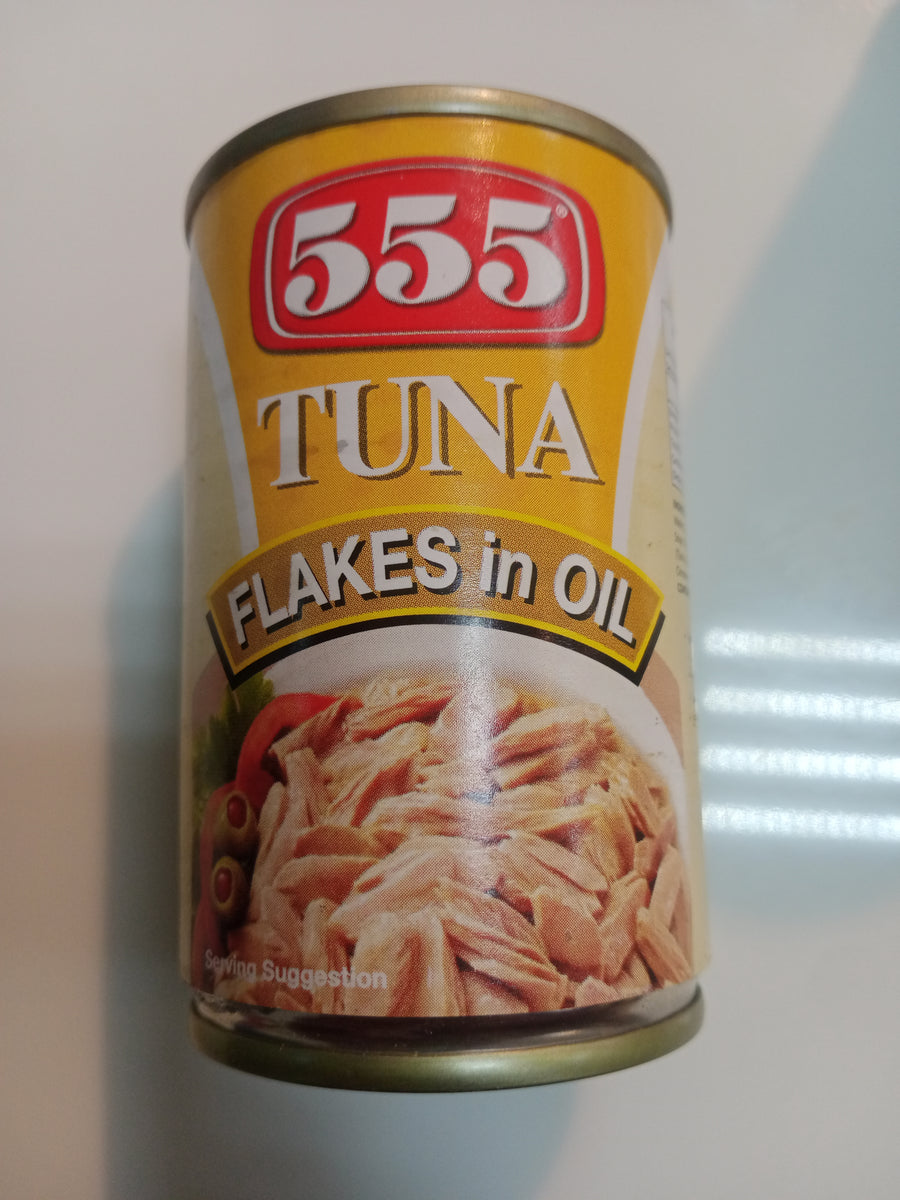 555®
TUNA
FLAKES in OIL
Serving Suggestion